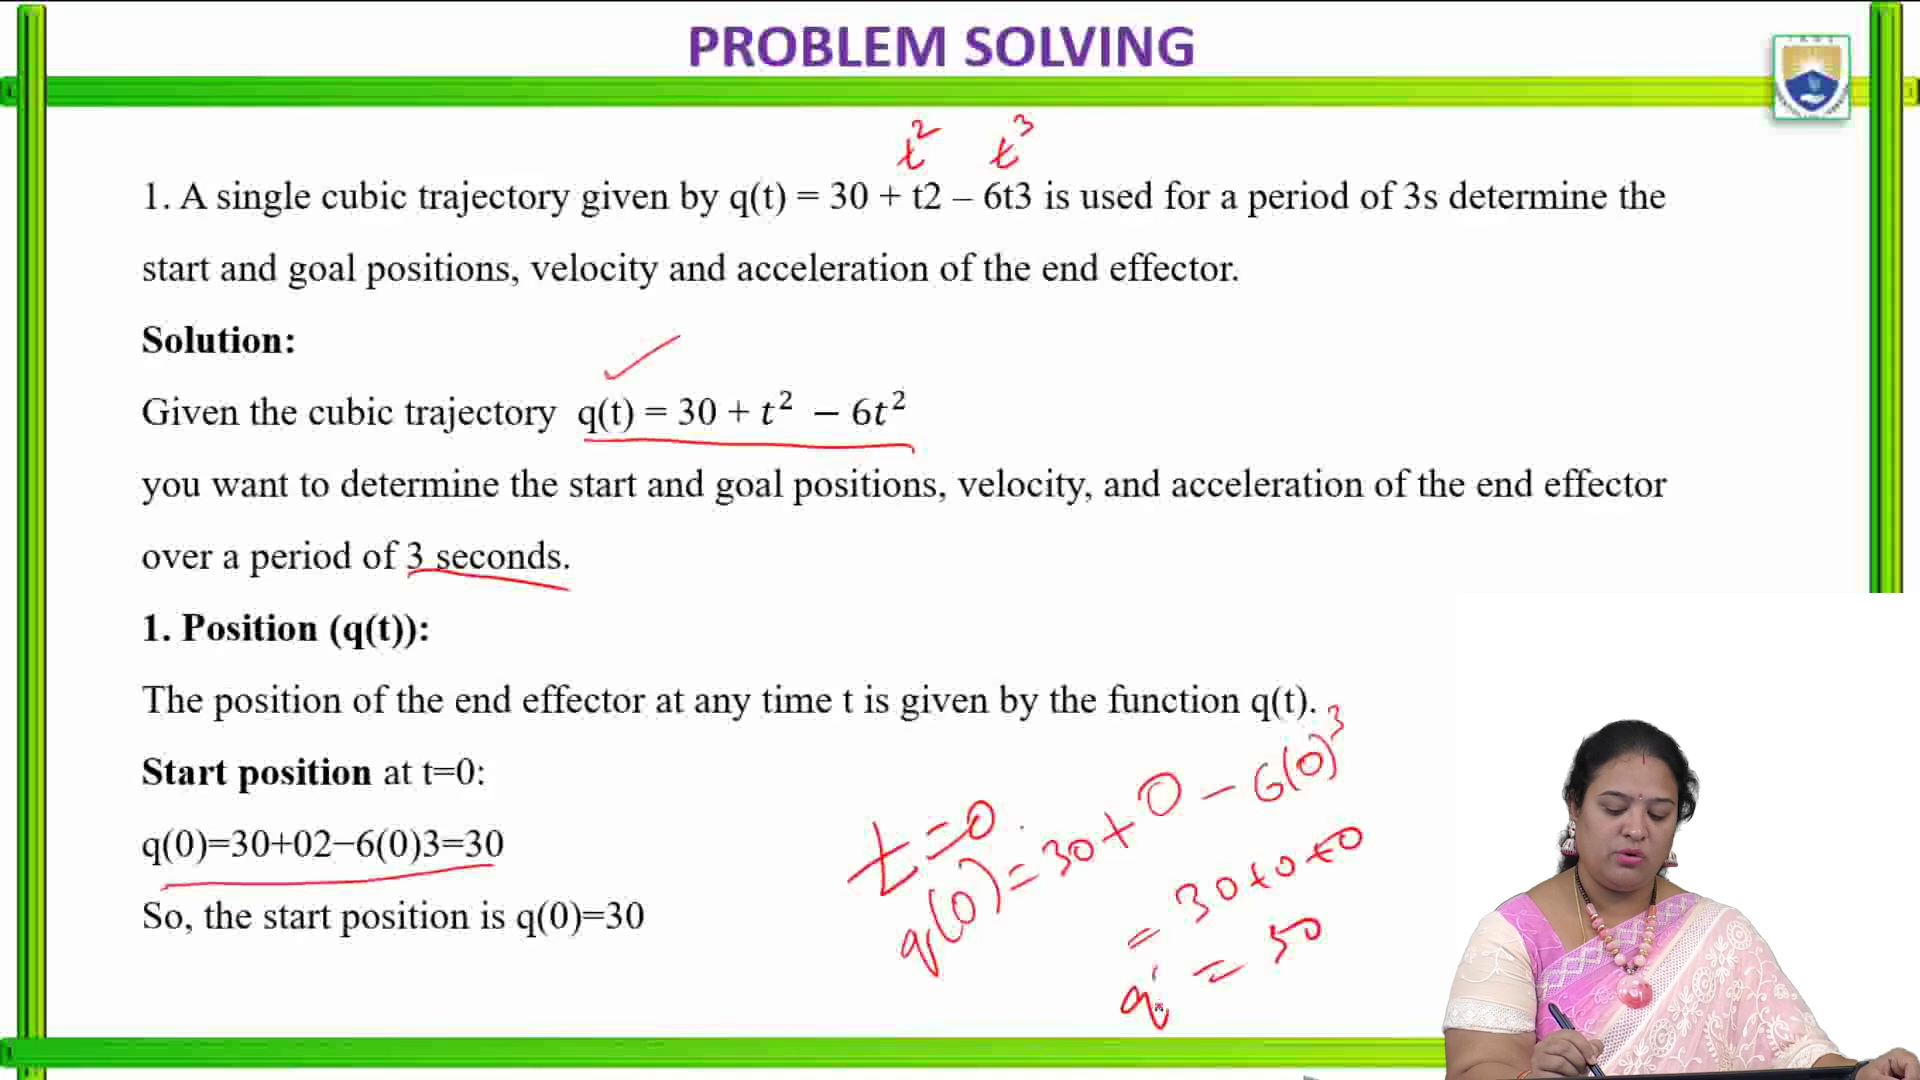 PROBLEM SOLVING
t² t³
1. A single cubic trajectory given by q(t) = 30 + t2 – 6t3 is used for a period of 3s determine the
start and goal positions, velocity and acceleration of the end effector.
Solution:
Given the cubic trajectory q(t) = 30 + t² − 6t²
you want to determine the start and goal positions, velocity, and acceleration of the end effector
over a period of 3 seconds.
1. Position (q(t)):
The position of the end effector at any time t is given by the function q(t).
Start position at t=0:
q(0)=30+02−6(0)3=30
So, the start position is q(0)=30
t=0
q(0)=30+0-6(0)³
= 30+0+0
= 30
q